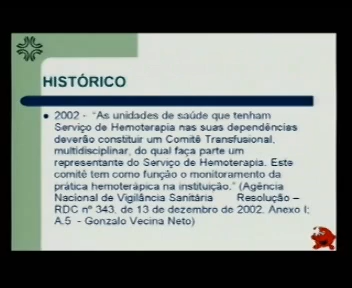 HISTÓRICO
• 2002 - "As unidades de saúde que tenham
Serviço de Hemoterapia nas suas dependências
deverão constituir um Comitê Transfusional,
multidisciplinar, do qual faça parte um
representante do Serviço de Hemoterapia. Este
comitê tem como função o monitoramento da
prática hemoterápica na instituição." (Agência
Nacional de Vigilância Sanitária Resolução –
RDC nº 343, de 13 de dezembro de 2002. Anexo I;
A.5 - Gonzalo Vecina Neto)